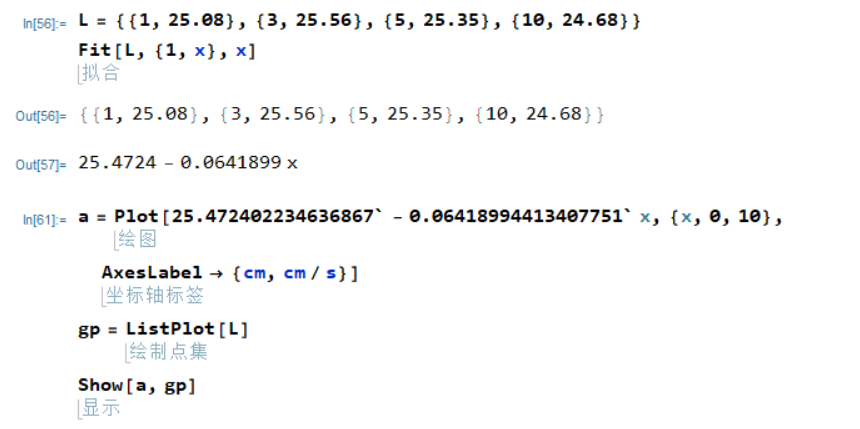 In[56]:= L = {{1, 25.08}, {3, 25.56}, {5, 25.35}, {10, 24.68}}
Fit[L, {1, x}, x]
拟合
Out[56]= {{1, 25.08}, {3, 25.56}, {5, 25.35}, {10, 24.68}}
Out[57]= 25.4724 - 0.0641899 x
In[61]:= a = Plot[25.472402234636867` - 0.06418994413407751` x, {x, 0, 10},
绘图
AxesLabel → {cm, cm / s}]
坐标轴标签
gp = ListPlot[L]
绘制点集
Show[a, gp]
显示